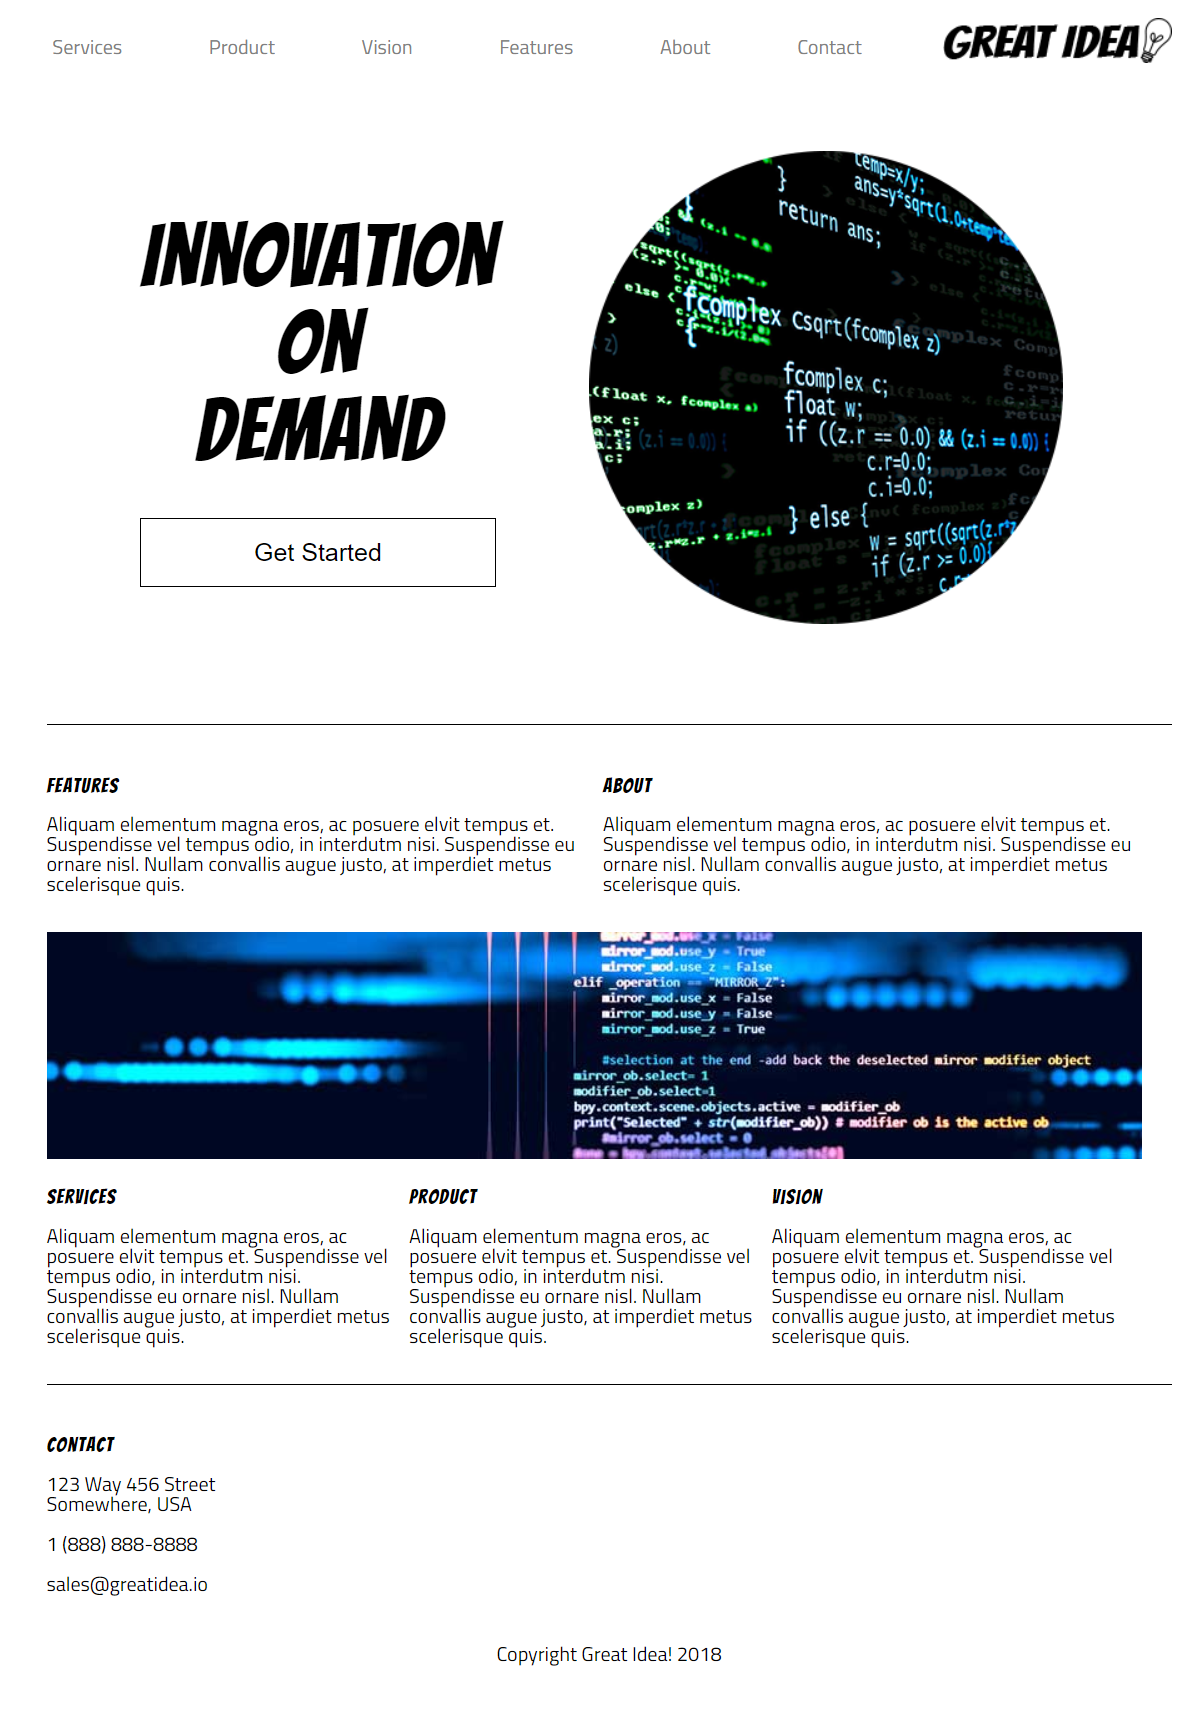 Services Product Vision Features About Contact GREAT IDEA
temp=x/y;
} ans=y*sqrt(1.0+temp*te
return ans;
INNOVATION
ON
DEMAND
fcomplex Csqrt(fcomplex z)
{
fcomplex c;
float w;
if ((z.r == 0.0) && (z.i == 0.0)) {
c.r=0.0;
c.i=0.0;
} else {
w = sqrt((sqrt(z.r*z
if (z.r >= 0.0){
Get Started
FEATURES
Aliquam elementum magna eros, ac posuere elvit tempus et.
Suspendisse vel tempus odio, in interdutm nisi. Suspendisse eu
ornare nisl. Nullam convallis augue justo, at imperdiet metus
scelerisque quis.
ABOUT
Aliquam elementum magna eros, ac posuere elvit tempus et.
Suspendisse vel tempus odio, in interdutm nisi. Suspendisse eu
ornare nisl. Nullam convallis augue justo, at imperdiet metus
scelerisque quis.
mirror_mod.use_x = False
mirror_mod.use_y = True
mirror_mod.use_z = False
elif _operation == "MIRROR_Z":
mirror_mod.use_x = False
mirror_mod.use_y = False
mirror_mod.use_z = True
#selection at the end -add back the deselected mirror modifier object
mirror_ob.select= 1
modifier_ob.select=1
bpy.context.scene.objects.active = modifier_ob
print("Selected" + str(modifier_ob)) # modifier ob is the active ob
#mirror_ob.select = 0
SERVICES
Aliquam elementum magna eros, ac
posuere elvit tempus et. Suspendisse vel
tempus odio, in interdutm nisi.
Suspendisse eu ornare nisl. Nullam
convallis augue justo, at imperdiet metus
scelerisque quis.
PRODUCT
Aliquam elementum magna eros, ac
posuere elvit tempus et. Suspendisse vel
tempus odio, in interdutm nisi.
Suspendisse eu ornare nisl. Nullam
convallis augue justo, at imperdiet metus
scelerisque quis.
VISION
Aliquam elementum magna eros, ac
posuere elvit tempus et. Suspendisse vel
tempus odio, in interdutm nisi.
Suspendisse eu ornare nisl. Nullam
convallis augue justo, at imperdiet metus
scelerisque quis.
CONTACT
123 Way 456 Street
Somewhere, USA
1 (888) 888-8888
sales@greatidea.io
Copyright Great Idea! 2018